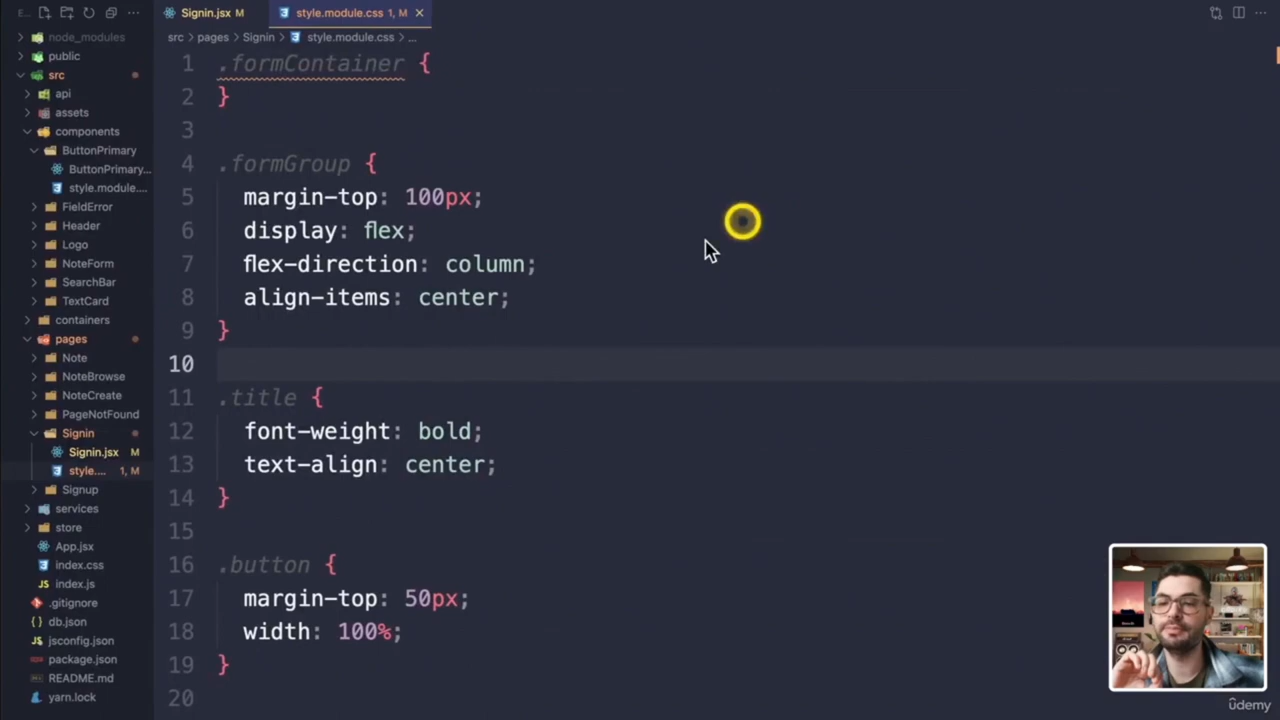 E...
Signin.jsx M
style.module.css 1, M
node_modules
public
src
api
assets
components
ButtonPrimary
ButtonPrimary...
style.module....
FieldError
Header
Logo
NoteForm
SearchBar
TextCard
containers
pages
Note
NoteBrowse
NoteCreate
PageNotFound
Signin
Signin.jsx M
style.... 1, M
Signup
services
store
App.jsx
index.css
index.js
.gitignore
db.json
jsconfig.json
package.json
README.md
yarn.lock
src > pages > Signin > style.module.css > ...
1 .formContainer {
2 }
3
4 .formGroup {
5 margin-top: 100px;
6 display: flex;
7 flex-direction: column;
8 align-items: center;
9 }
10
11 .title {
12 font-weight: bold;
13 text-align: center;
14 }
15
16 .button {
17 margin-top: 50px;
18 width: 100%;
19 }
20
ûdemy